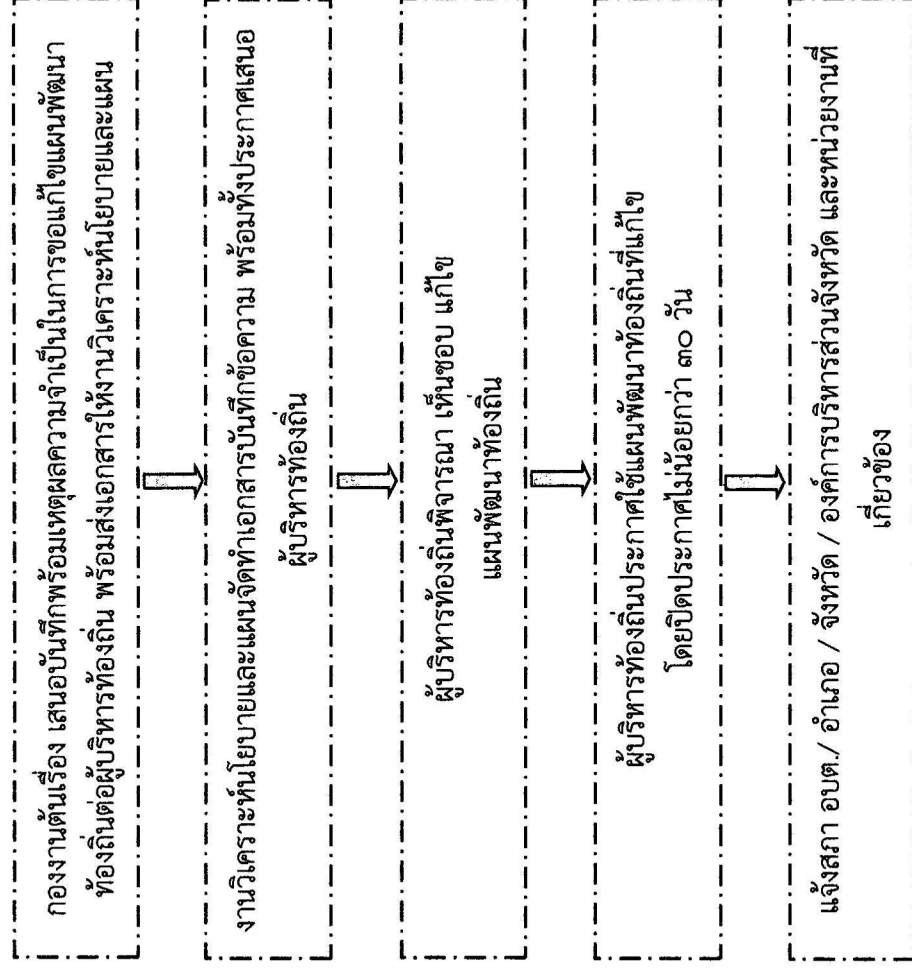 กองงานต้นเรื่อง เสนอบันทึกพร้อมเหตุผลความจำเป็นในการขอแก้ไขแผนพัฒนา
ท้องถิ่นต่อผู้บริหารท้องถิ่น พร้อมส่งเอกสารให้งานวิเคราะห์นโยบายและแผน
งานวิเคราะห์นโยบายและแผนจัดทำเอกสารบันทึกข้อความ พร้อมทั้งประกาศเสนอ
ผู้บริหารท้องถิ่น
ผู้บริหารท้องถิ่นพิจารณา เห็นชอบ แก้ไข
แผนพัฒนาท้องถิ่น
ผู้บริหารท้องถิ่นประกาศใช้แผนพัฒนาท้องถิ่นที่แก้ไข
โดยปิดประกาศไม่น้อยกว่า ๓๐ วัน
แจ้งสภา อบต./ อำเภอ / จังหวัด / องค์การบริหารส่วนจังหวัด และหน่วยงานที่
เกี่ยวข้อง